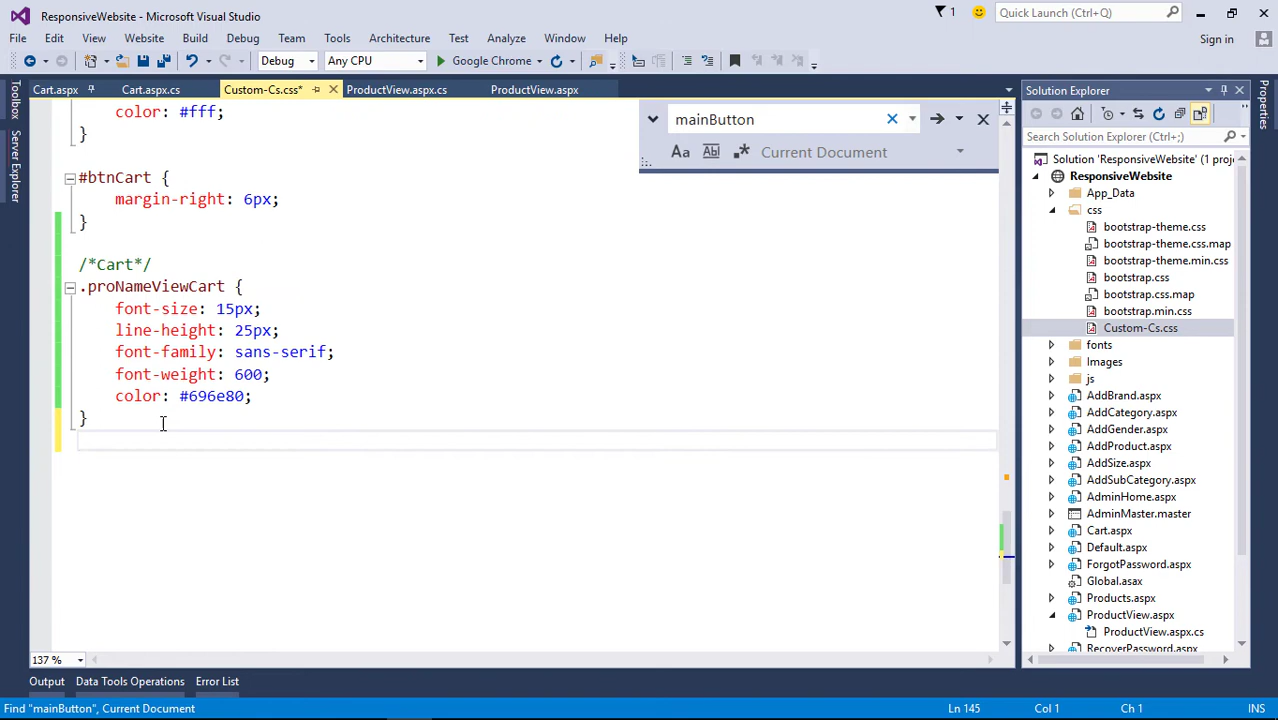 ResponsiveWebsite - Microsoft Visual Studio
1
Quick Launch (Ctrl+Q)
File Edit View Website Build Debug Team Tools Architecture Test Analyze Window Help
Sign in
Debug Any CPU Google Chrome
Toolbox
Server Explorer
Cart.aspx Cart.aspx.cs Custom-Cs.css* ProductView.aspx.cs ProductView.aspx
color: #fff;
}
#btnCart {
margin-right: 6px;
}
/*Cart*/
.proNameViewCart {
font-size: 15px;
line-height: 25px;
font-family: sans-serif;
font-weight: 600;
color: #696e80;
}
mainButton
Aa Abl Current Document
Solution Explorer
Search Solution Explorer (Ctrl+;)
Solution 'ResponsiveWebsite' (1 proj
ResponsiveWebsite
App_Data
css
bootstrap-theme.css
bootstrap-theme.css.map
bootstrap-theme.min.css
bootstrap.css
bootstrap.css.map
bootstrap.min.css
Custom-Cs.css
fonts
Images
js
AddBrand.aspx
AddCategory.aspx
AddGender.aspx
AddProduct.aspx
AddSize.aspx
AddSubCategory.aspx
AdminHome.aspx
AdminMaster.master
Cart.aspx
Default.aspx
ForgotPassword.aspx
Global.asax
Products.aspx
ProductView.aspx
ProductView.aspx.cs
RecoverPassword.aspx
Properties
137 %
Output Data Tools Operations Error List
Find "mainButton", Current Document
Ln 145 Col 1 Ch 1 INS